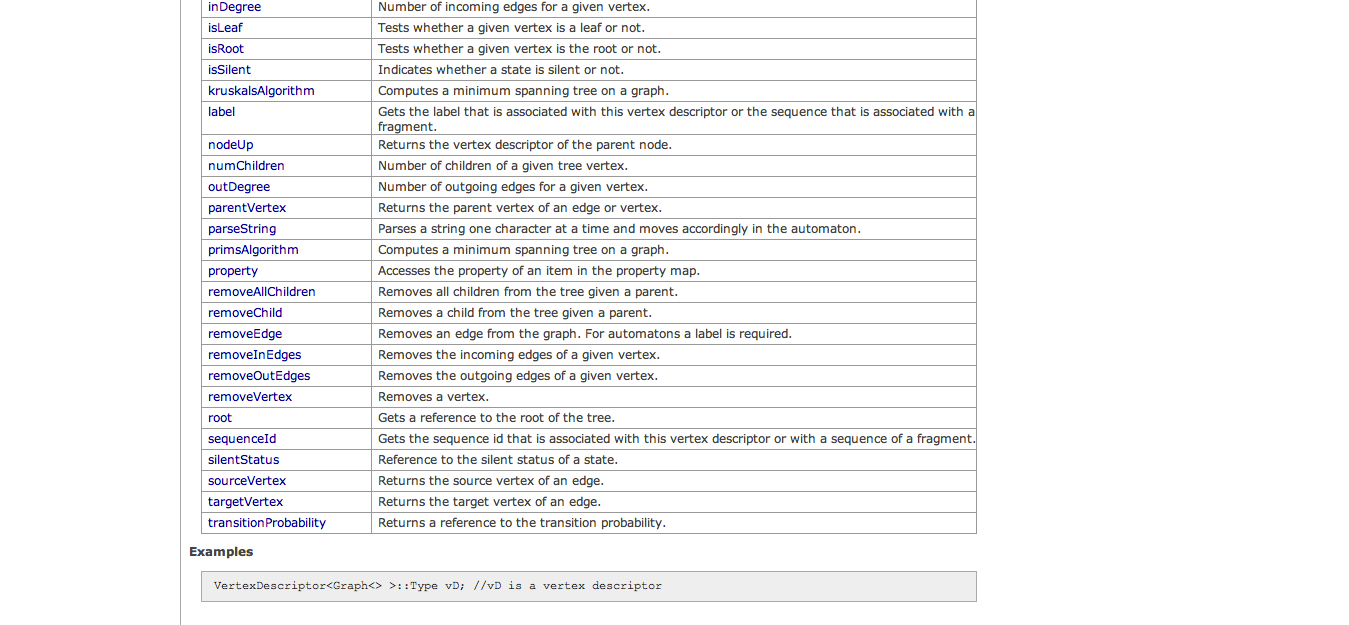 inDegree Number of incoming edges for a given vertex.
isLeaf Tests whether a given vertex is a leaf or not.
isRoot Tests whether a given vertex is the root or not.
isSilent Indicates whether a state is silent or not.
kruskalsAlgorithm Computes a minimum spanning tree on a graph.
label Gets the label that is associated with this vertex descriptor or the sequence that is associated with a
fragment.
nodeUp Returns the vertex descriptor of the parent node.
numChildren Number of children of a given tree vertex.
outDegree Number of outgoing edges for a given vertex.
parentVertex Returns the parent vertex of an edge or vertex.
parseString Parses a string one character at a time and moves accordingly in the automaton.
primsAlgorithm Computes a minimum spanning tree on a graph.
property Accesses the property of an item in the property map.
removeAllChildren Removes all children from the tree given a parent.
removeChild Removes a child from the tree given a parent.
removeEdge Removes an edge from the graph. For automatons a label is required.
removeInEdges Removes the incoming edges of a given vertex.
removeOutEdges Removes the outgoing edges of a given vertex.
removeVertex Removes a vertex.
root Gets a reference to the root of the tree.
sequenceId Gets the sequence id that is associated with this vertex descriptor or with a sequence of a fragment.
silentStatus Reference to the silent status of a state.
sourceVertex Returns the source vertex of an edge.
targetVertex Returns the target vertex of an edge.
transitionProbability Returns a reference to the transition probability.
Examples
VertexDescriptor<Graph<> >::Type vD; //vD is a vertex descriptor